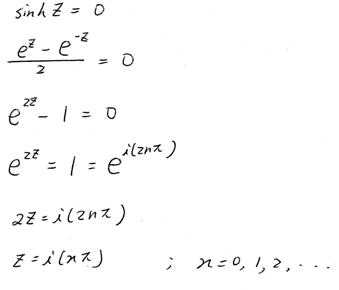 sinh z = 0
(e^z - e^-z)/2 = 0
e^2z - 1 = 0
e^2z = 1 = e^i(2nπ)
2z = i(2nπ)
z = i(nπ) ; n = 0, 1, 2, ...